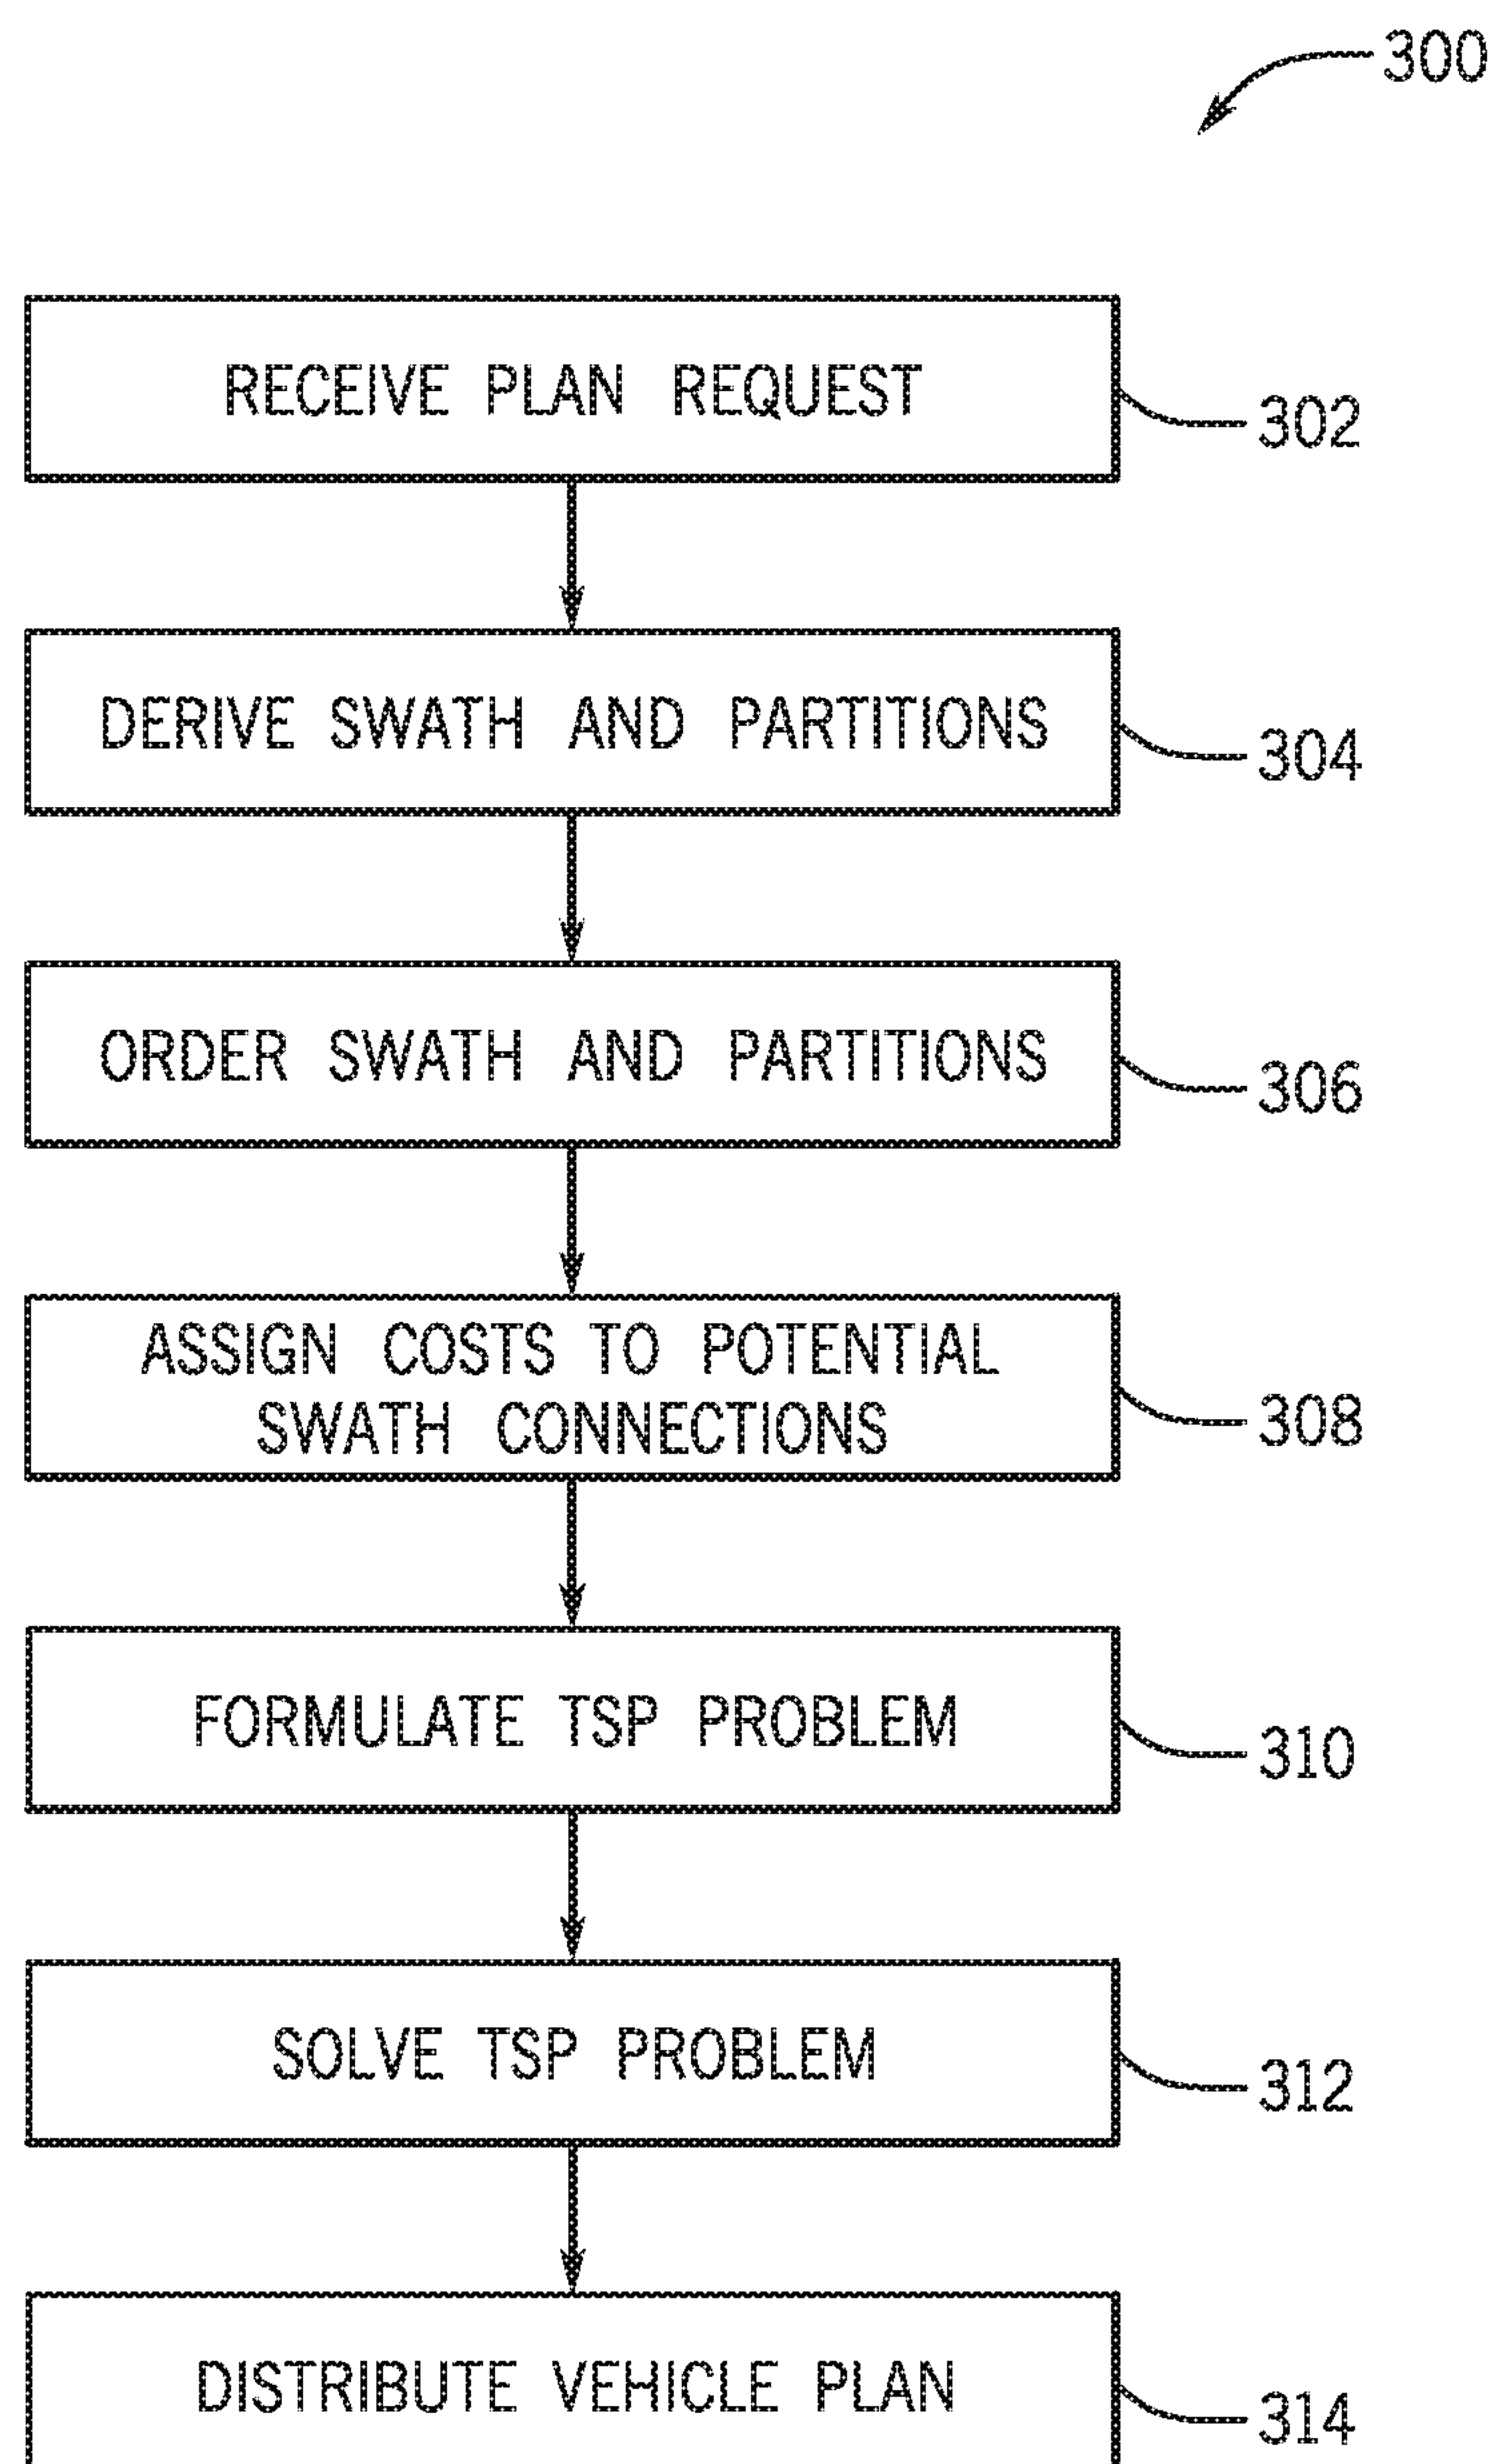 300
RECEIVE PLAN REQUEST
302
DERIVE SWATH AND PARTITIONS
304
ORDER SWATH AND PARTITIONS
306
ASSIGN COSTS TO POTENTIAL
SWATH CONNECTIONS
308
FORMULATE TSP PROBLEM
310
SOLVE TSP PROBLEM
312
DISTRIBUTE VEHICLE PLAN
314